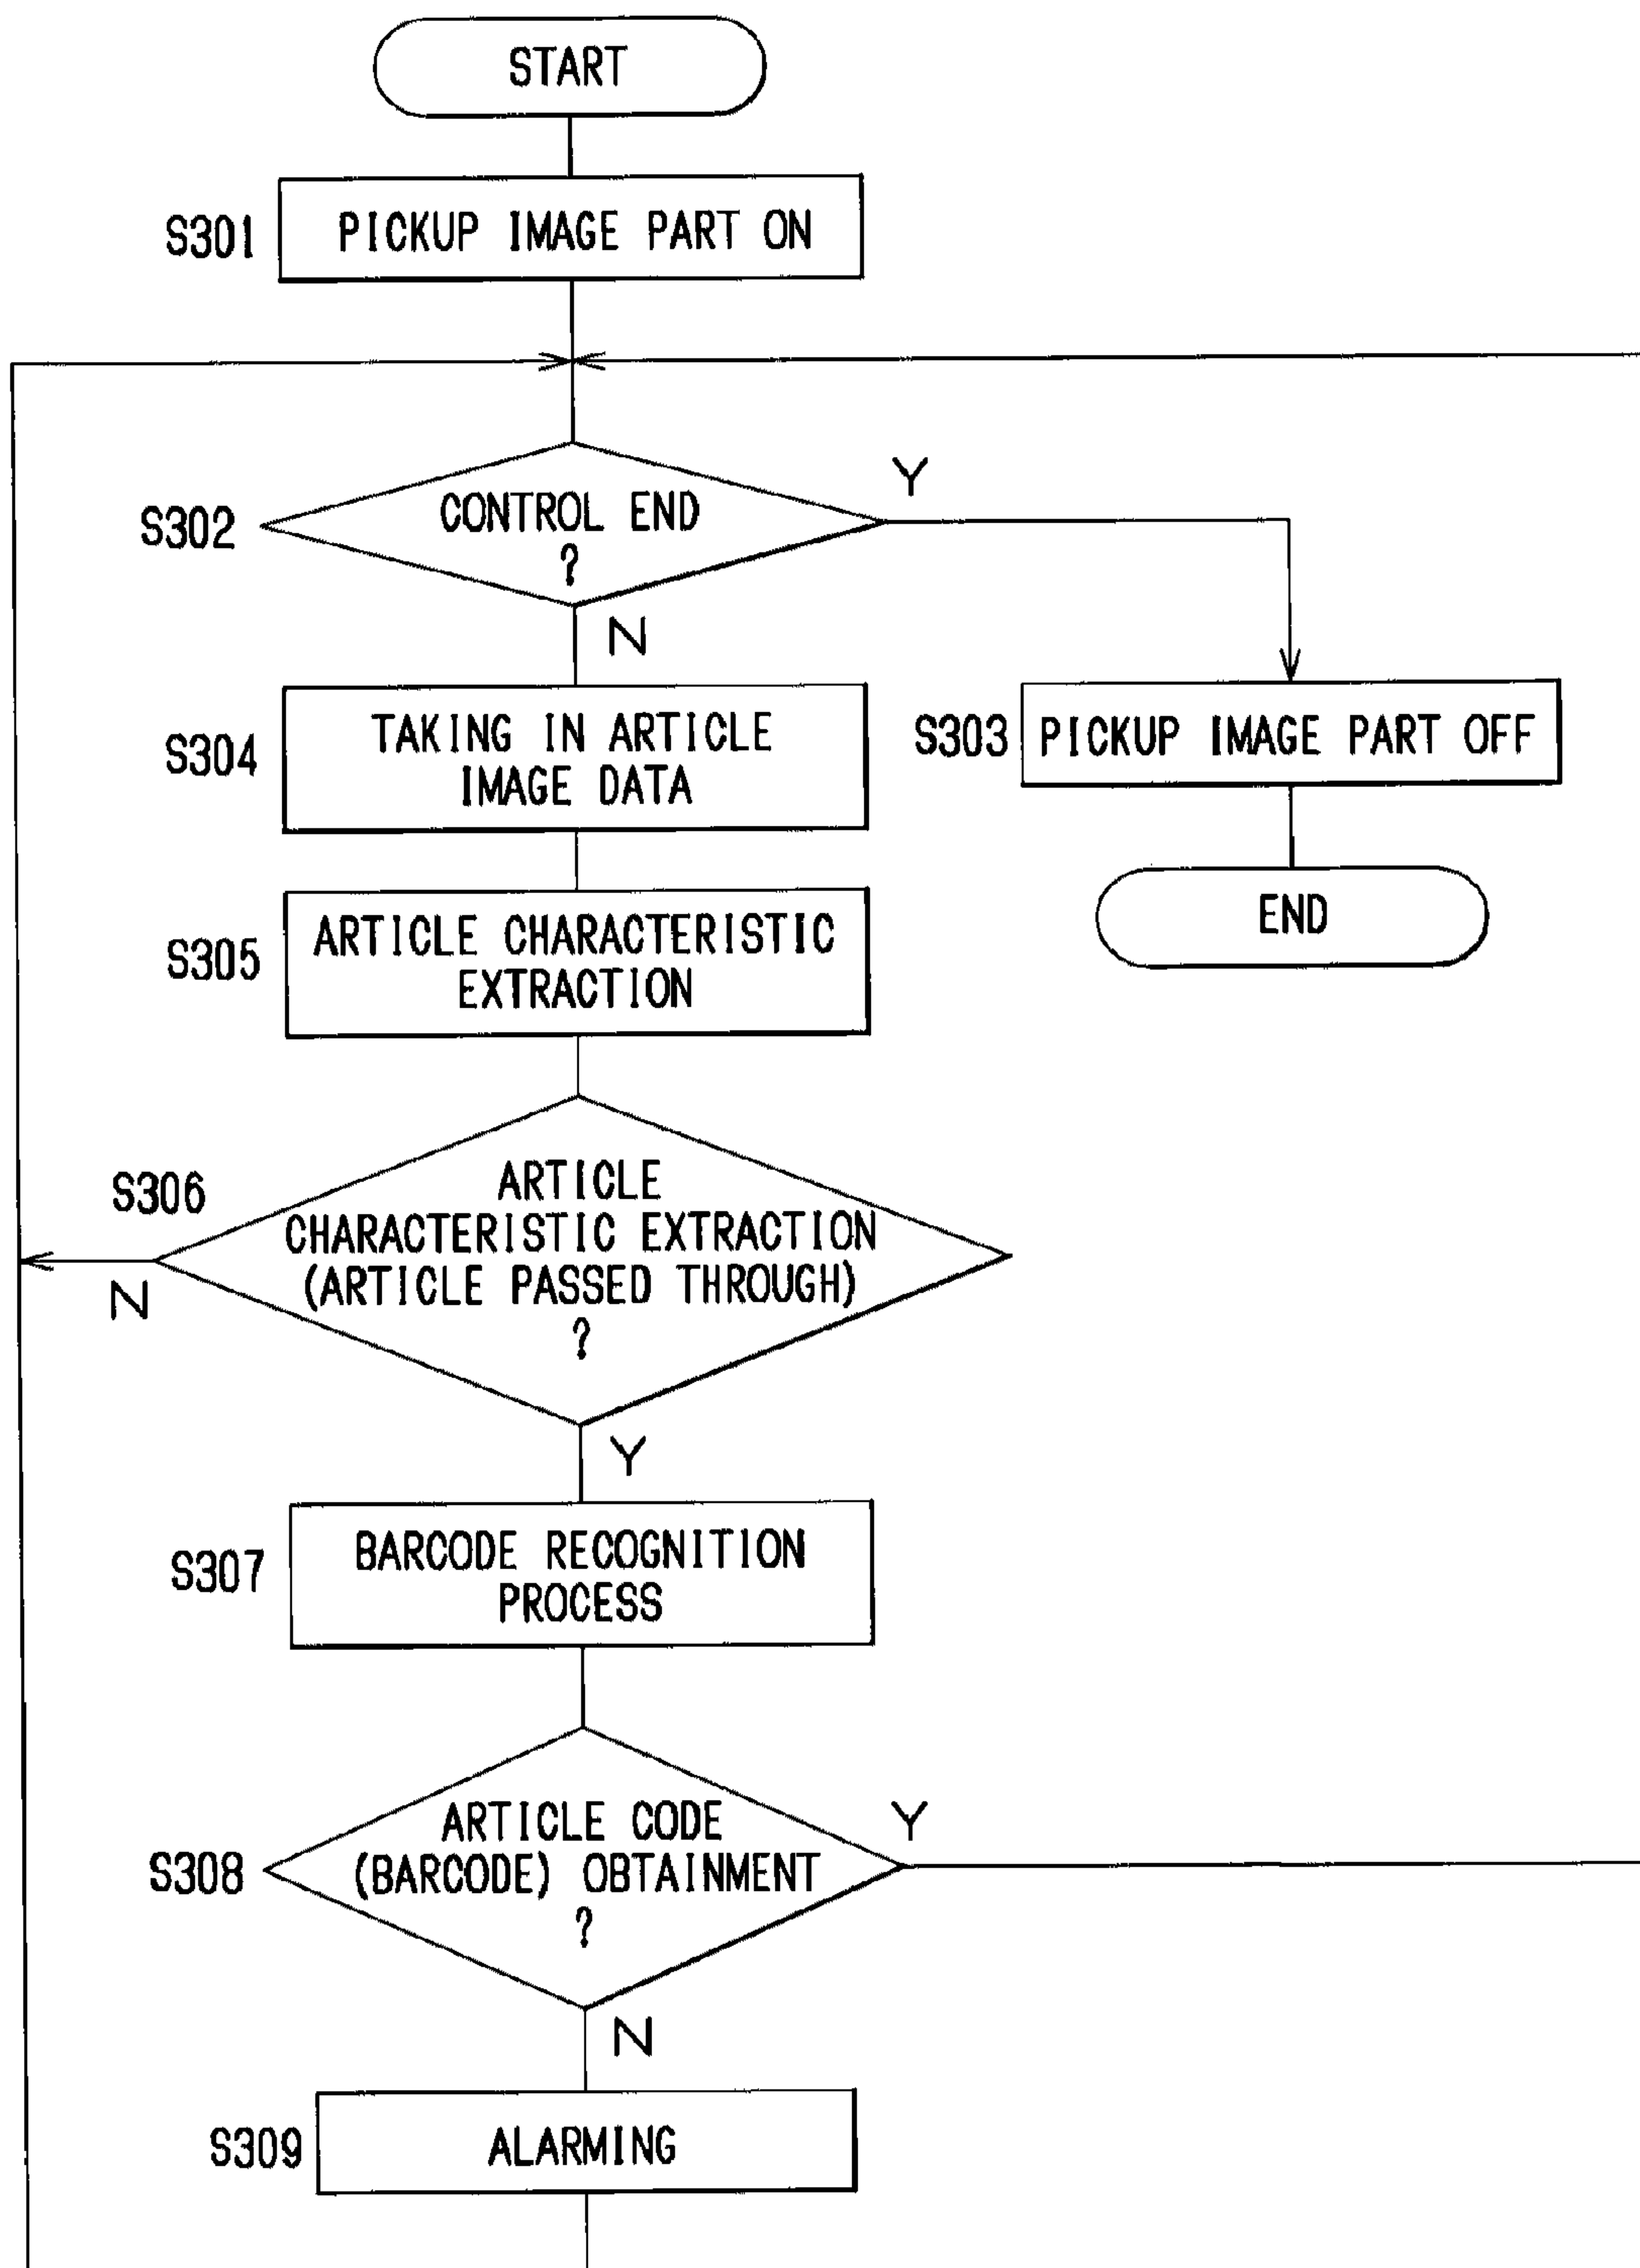 START
S301
PICKUP IMAGE PART ON
S302
CONTROL END
?
Y
N
S304
TAKING IN ARTICLE
IMAGE DATA
S303
PICKUP IMAGE PART OFF
S305
ARTICLE CHARACTERISTIC
EXTRACTION
END
S306
ARTICLE
CHARACTERISTIC EXTRACTION
(ARTICLE PASSED THROUGH)
?
N
Y
S307
BARCODE RECOGNITION
PROCESS
S308
ARTICLE CODE
(BARCODE) OBTAINMENT
?
Y
N
S309
ALARMING